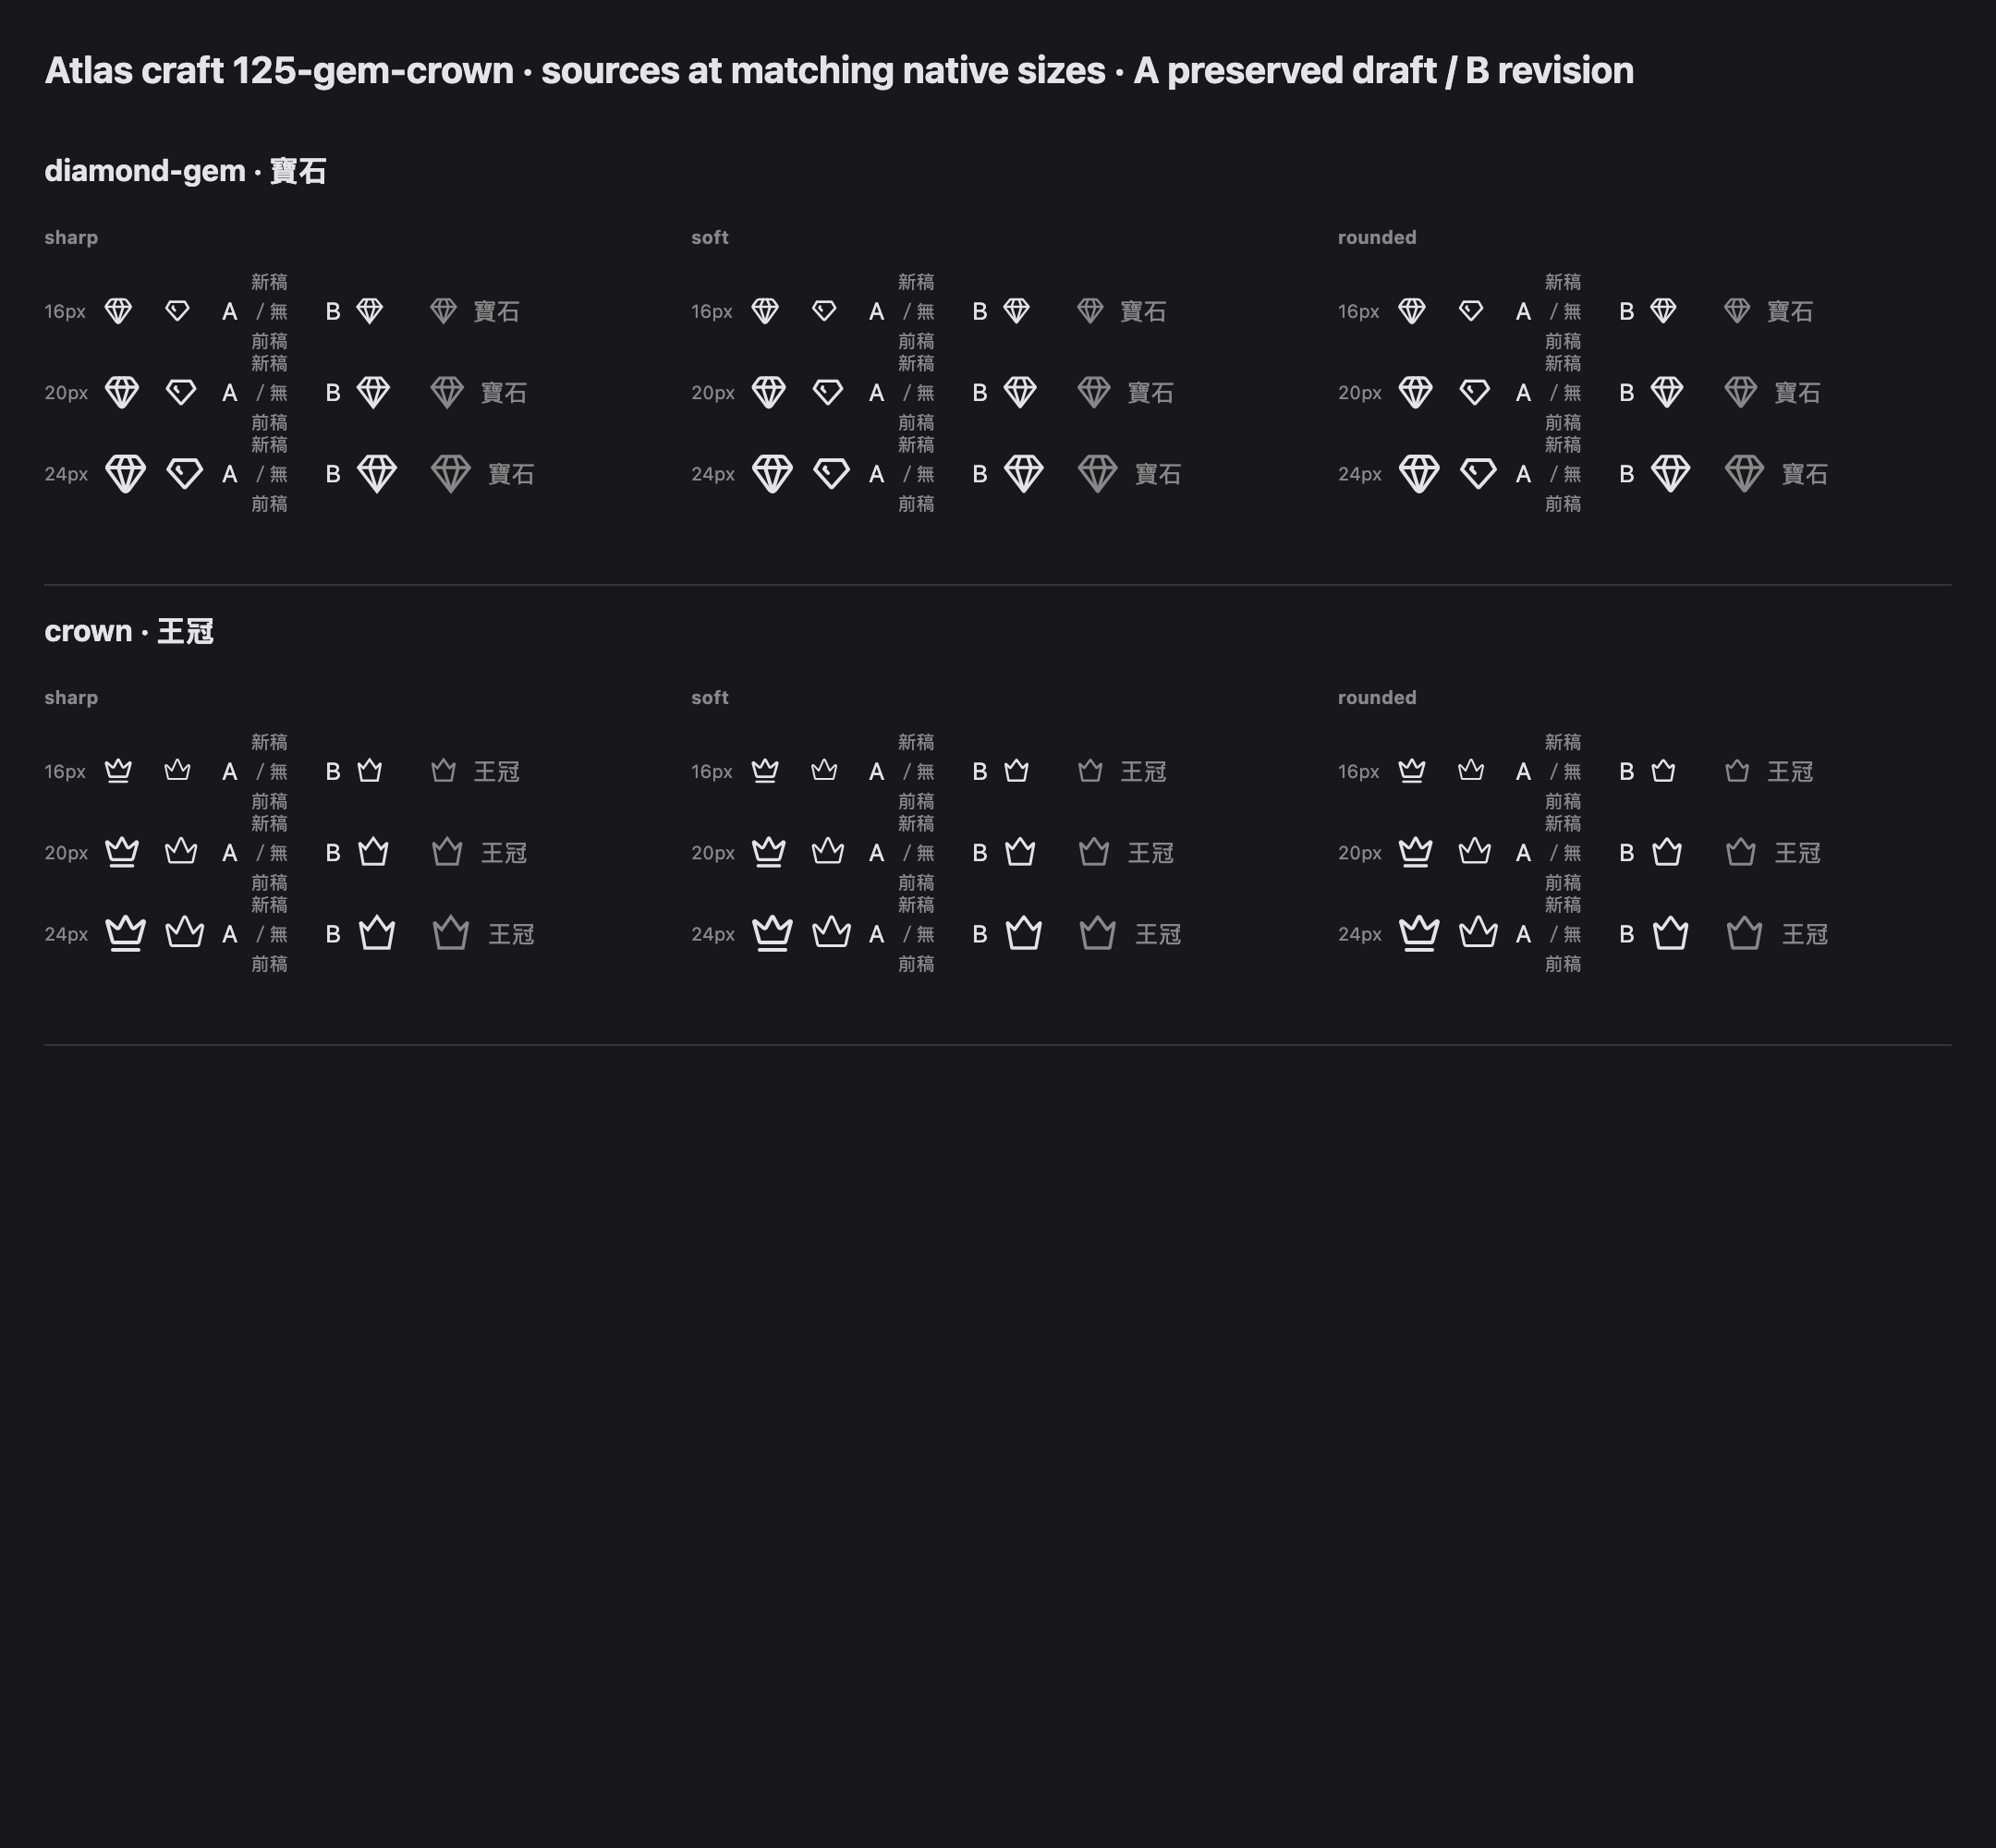 Atlas craft 125-gem-crown · sources at matching native sizes · A preserved draft / B revision
diamond-gem · 寶石
sharp
16px A 新稿 / 無前稿 B 寶石
20px A 新稿 / 無前稿 B 寶石
24px A 新稿 / 無前稿 B 寶石
soft
16px A 新稿 / 無前稿 B 寶石
20px A 新稿 / 無前稿 B 寶石
24px A 新稿 / 無前稿 B 寶石
rounded
16px A 新稿 / 無前稿 B 寶石
20px A 新稿 / 無前稿 B 寶石
24px A 新稿 / 無前稿 B 寶石
crown · 王冠
sharp
16px A 新稿 / 無前稿 B 王冠
20px A 新稿 / 無前稿 B 王冠
24px A 新稿 / 無前稿 B 王冠
soft
16px A 新稿 / 無前稿 B 王冠
20px A 新稿 / 無前稿 B 王冠
24px A 新稿 / 無前稿 B 王冠
rounded
16px A 新稿 / 無前稿 B 王冠
20px A 新稿 / 無前稿 B 王冠
24px A 新稿 / 無前稿 B 王冠